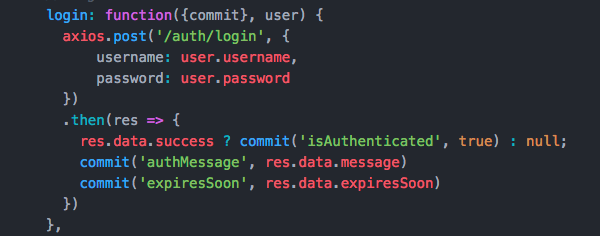 login: function({commit}, user) {
axios.post('/auth/login', {
username: user.username,
password: user.password
})
.then(res => {
res.data.success ? commit('isAuthenticated', true) : null;
commit('authMessage', res.data.message)
commit('expiresSoon', res.data.expiresSoon)
})
},